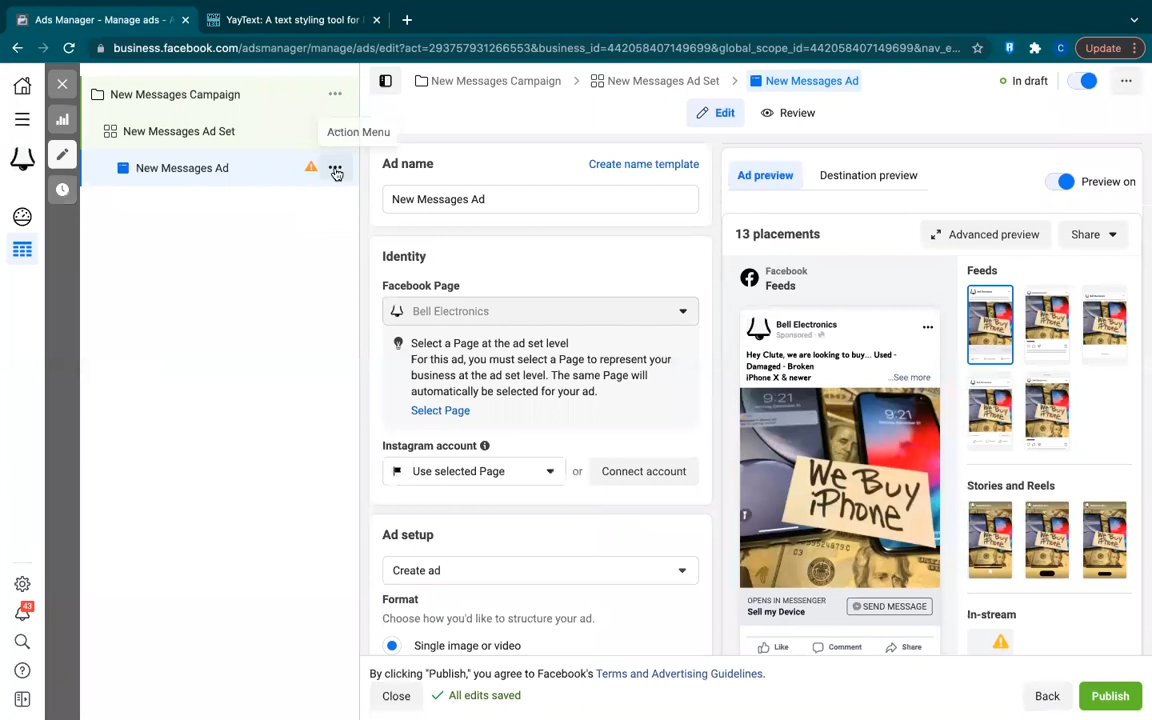 Ads Manager - Manage ads - A
YayText: A text styling tool for
business.facebook.com/adsmanager/manage/ads/edit?act=293757931266553&business_id=442058407149699&global_scope_id=442058407149699&nav_e...
C
Update
New Messages Campaign
New Messages Ad Set
New Messages Ad
In draft
Edit
Review
New Messages Campaign
New Messages Ad Set
Action Menu
New Messages Ad
Ad name
Create name template
New Messages Ad
Identity
Facebook Page
Bell Electronics
Select a Page at the ad set level
For this ad, you must select a Page to represent your
business at the ad set level. The same Page will
automatically be selected for your ad.
Select Page
Instagram account
Use selected Page
or
Connect account
Ad setup
Create ad
Format
Choose how you'd like to structure your ad.
Single image or video
Ad preview
Destination preview
Preview on
13 placements
Advanced preview
Share
Facebook
Feeds
Bell Electronics
Sponsored
Hey Clute, we are looking to buy... Used -
Damaged - Broken
iPhone X & newer
...See more
9:21
9:21
We Buy
iPhone
OPENS IN MESSENGER
Sell my Device
SEND MESSAGE
Like
Comment
Share
Feeds
Stories and Reels
In-stream
43
By clicking "Publish," you agree to Facebook's Terms and Advertising Guidelines.
Close
All edits saved
Back
Publish